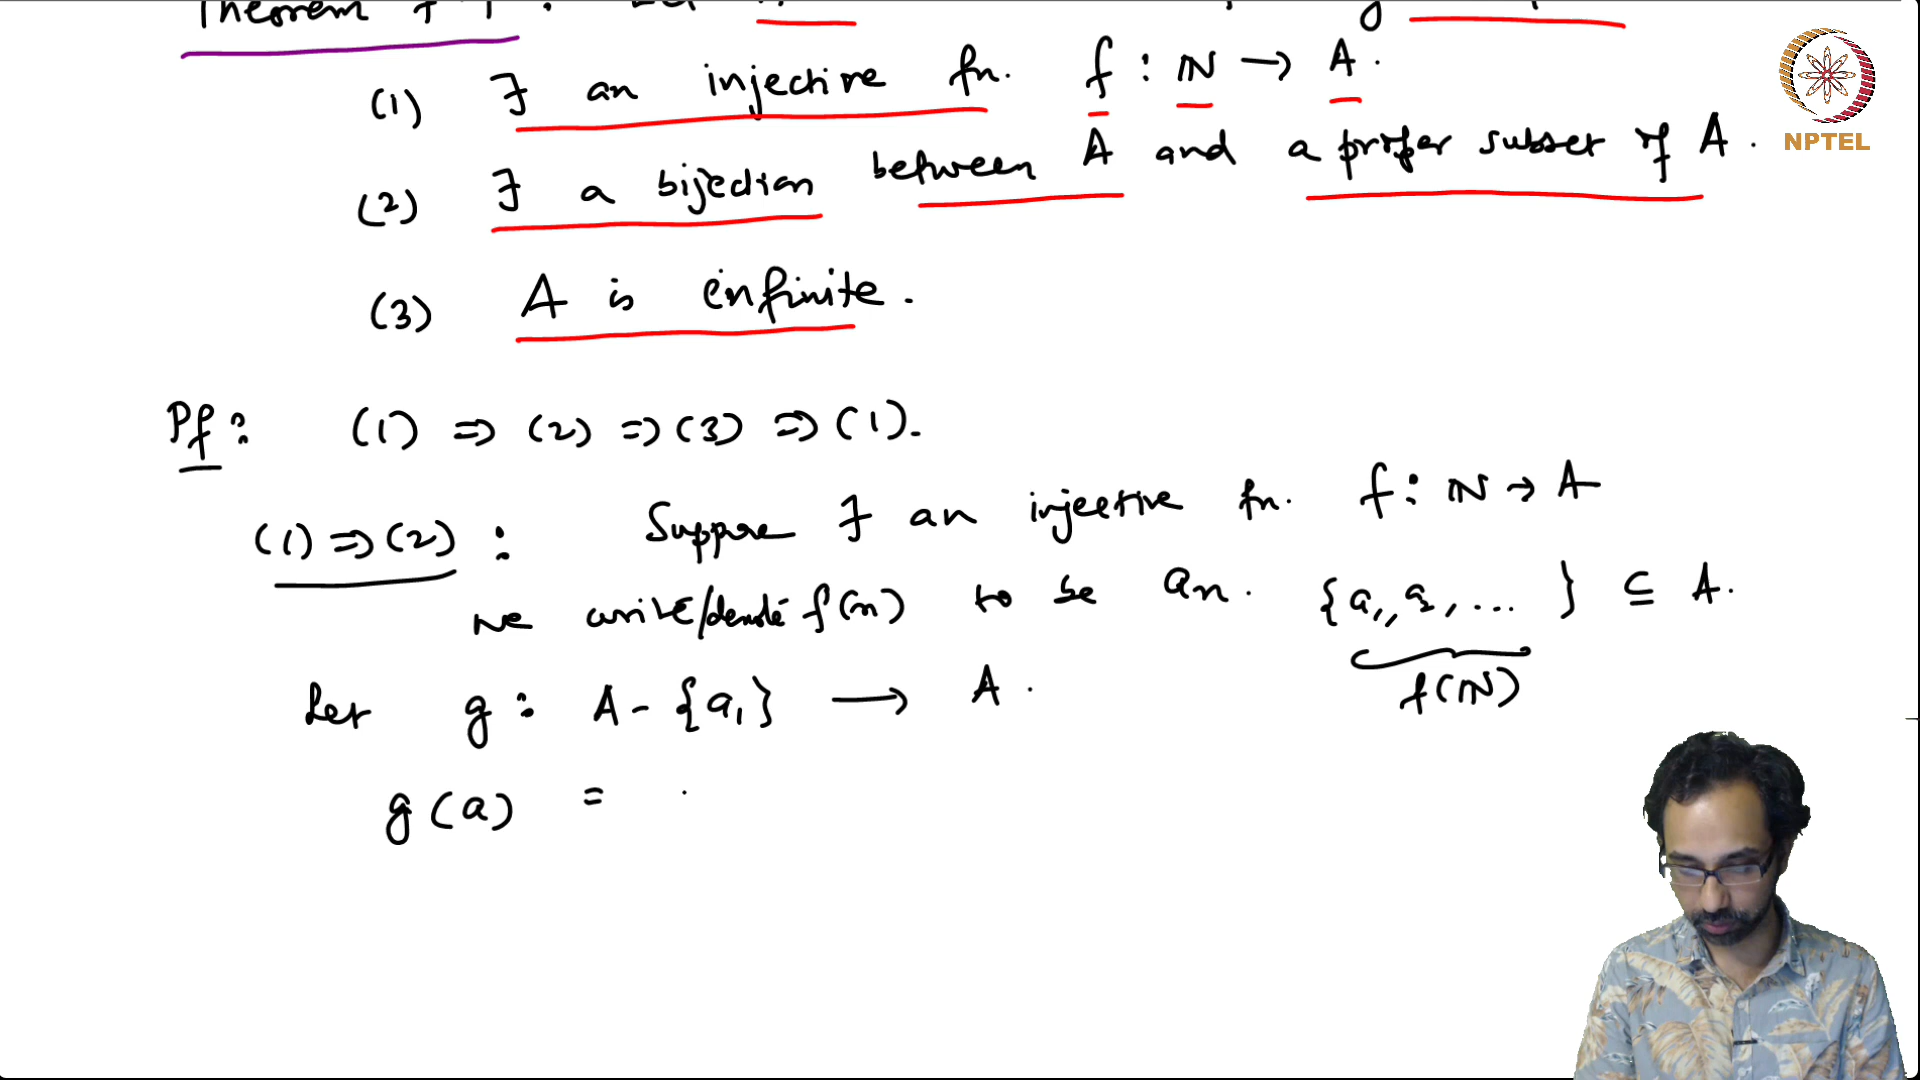 Theorem
(1) ∃ an injective fn. f : ℕ → A.
NPTEL
(2) ∃ a bijection between A and a proper subset of A.
(3) A is infinite.
Pf: (1) ⇒ (2) ⇒ (3) ⇒ (1).
(1) ⇒ (2) : Suppose ∃ an injective fn. f : ℕ → A
We write/denote f(n) to be an. {a₁, a₂, ... } ⊆ A.
f(ℕ)
Let g : A - {a₁} ⟶ A.
g(a) =